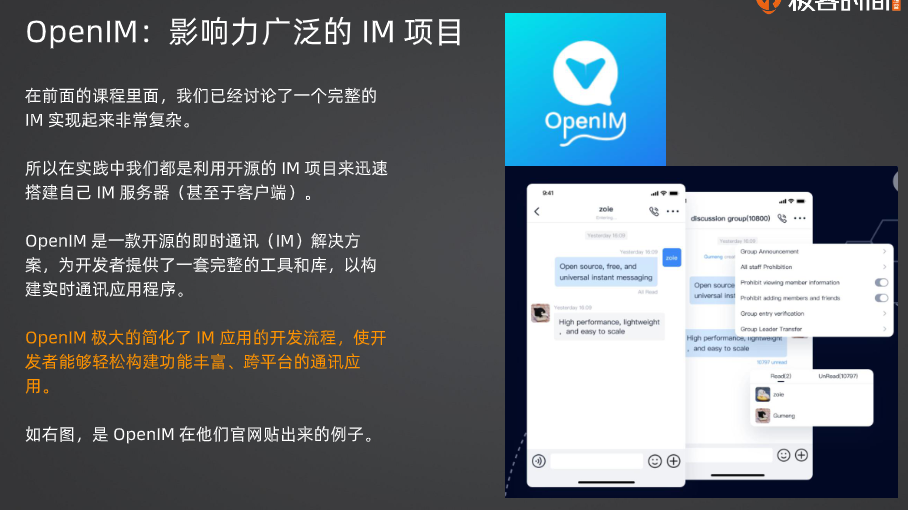 OpenIM：影响力广泛的 IM 项目
极客时间
在前面的课程里面，我们已经讨论了一个完整的
IM 实现起来非常复杂。
所以在实践中我们都是利用开源的 IM 项目来迅速
搭建自己 IM 服务器（甚至于客户端）。
OpenIM 是一款开源的即时通讯（IM）解决方
案，为开发者提供了一套完整的工具和库，以构
建实时通讯应用程序。
OpenIM 极大的简化了 IM 应用的开发流程，使开
发者能够轻松构建功能丰富、跨平台的通讯应
用。
如右图，是 OpenIM 在他们官网贴出来的例子。
OpenIM
9:41
zoie
Yesterday 16:09
Yesterday 16:09
Open source, free, and
universal instant messaging
zoie
Yesterday 16:09
High performance, lightweight
, and easy to scale
discussion group(10800)
Yesterday 16:09
Gumeng
Open sourc
universal inst
High performance, lightweight
, and easy to scale
10797 unread
Group Announcement
All staff Prohibition
Prohibit viewing member information
Prohibit adding members and friends
Group entry verification
Group Leader Transfer
Read(2)
UnRead(10797)
zoie
Gumeng